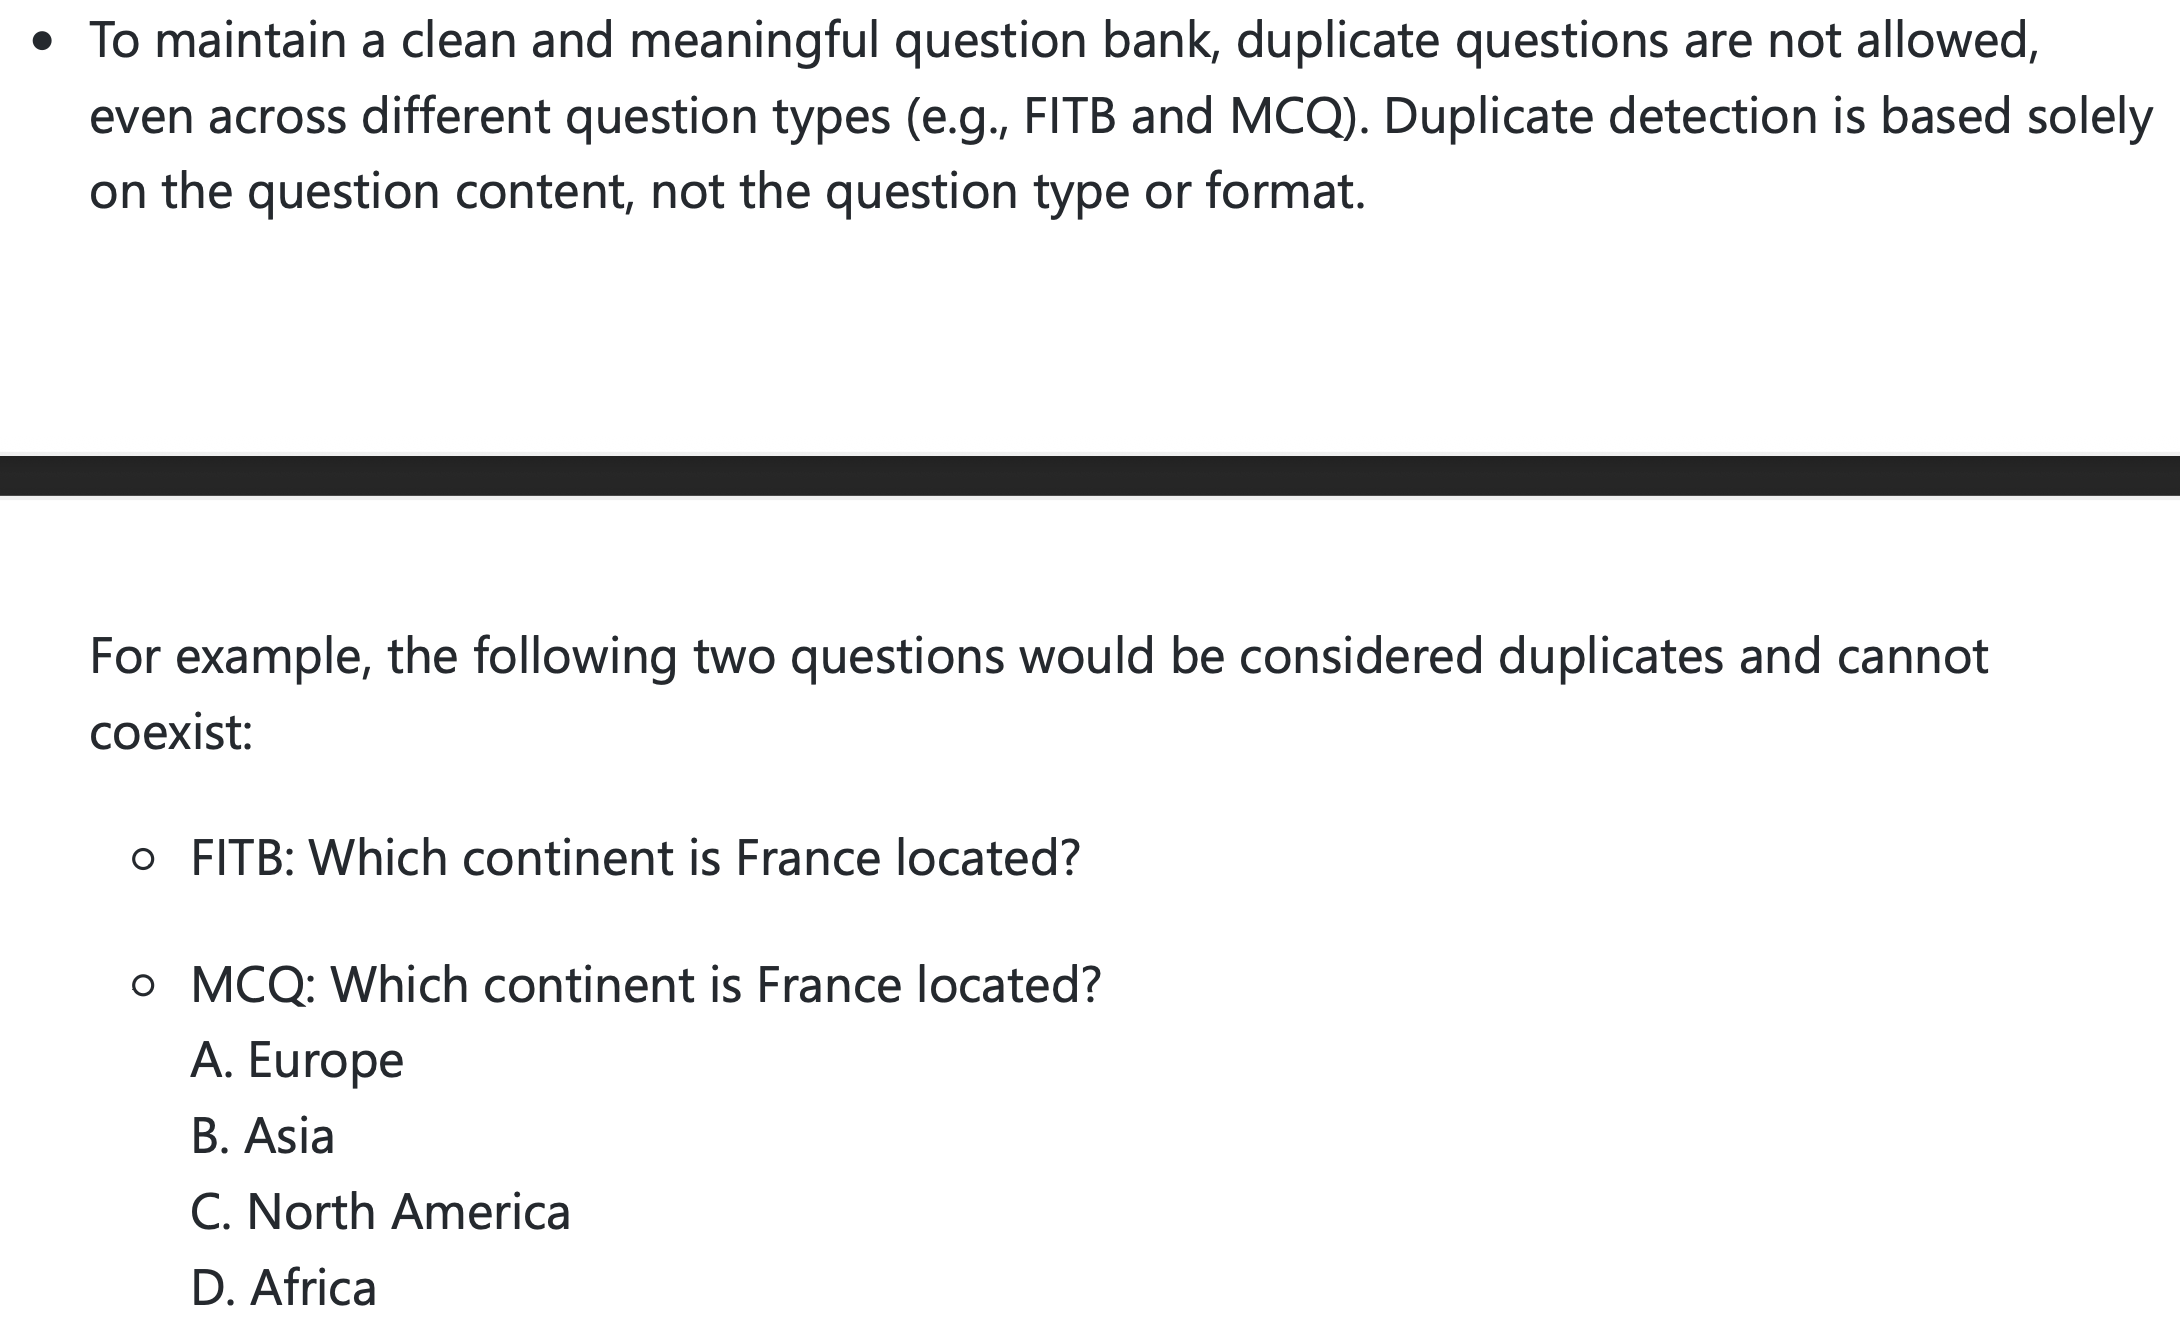 • To maintain a clean and meaningful question bank, duplicate questions are not allowed,
even across different question types (e.g., FITB and MCQ). Duplicate detection is based solely
on the question content, not the question type or format.
For example, the following two questions would be considered duplicates and cannot
coexist:
○ FITB: Which continent is France located?
○ MCQ: Which continent is France located?
A. Europe
B. Asia
C. North America
D. Africa